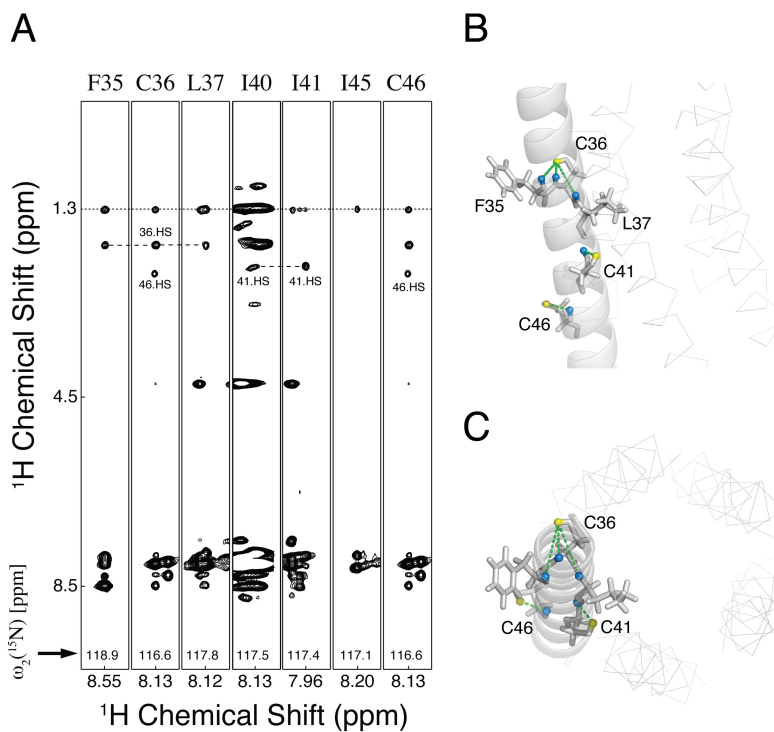 A
F35 C36 L37 I40 I41 I45 C46
1.3
36.HS
46.HS
41.HS
41.HS
46.HS
4.5
8.5
¹H Chemical Shift (ppm)
ω₂(¹⁵N) [ppm]
118.9 116.6 117.8 117.5 117.4 117.1 116.6
8.55 8.13 8.12 8.13 7.96 8.20 8.13
¹H Chemical Shift (ppm)
B
C36
F35
L37
C41
C46
C
C36
C46
C41